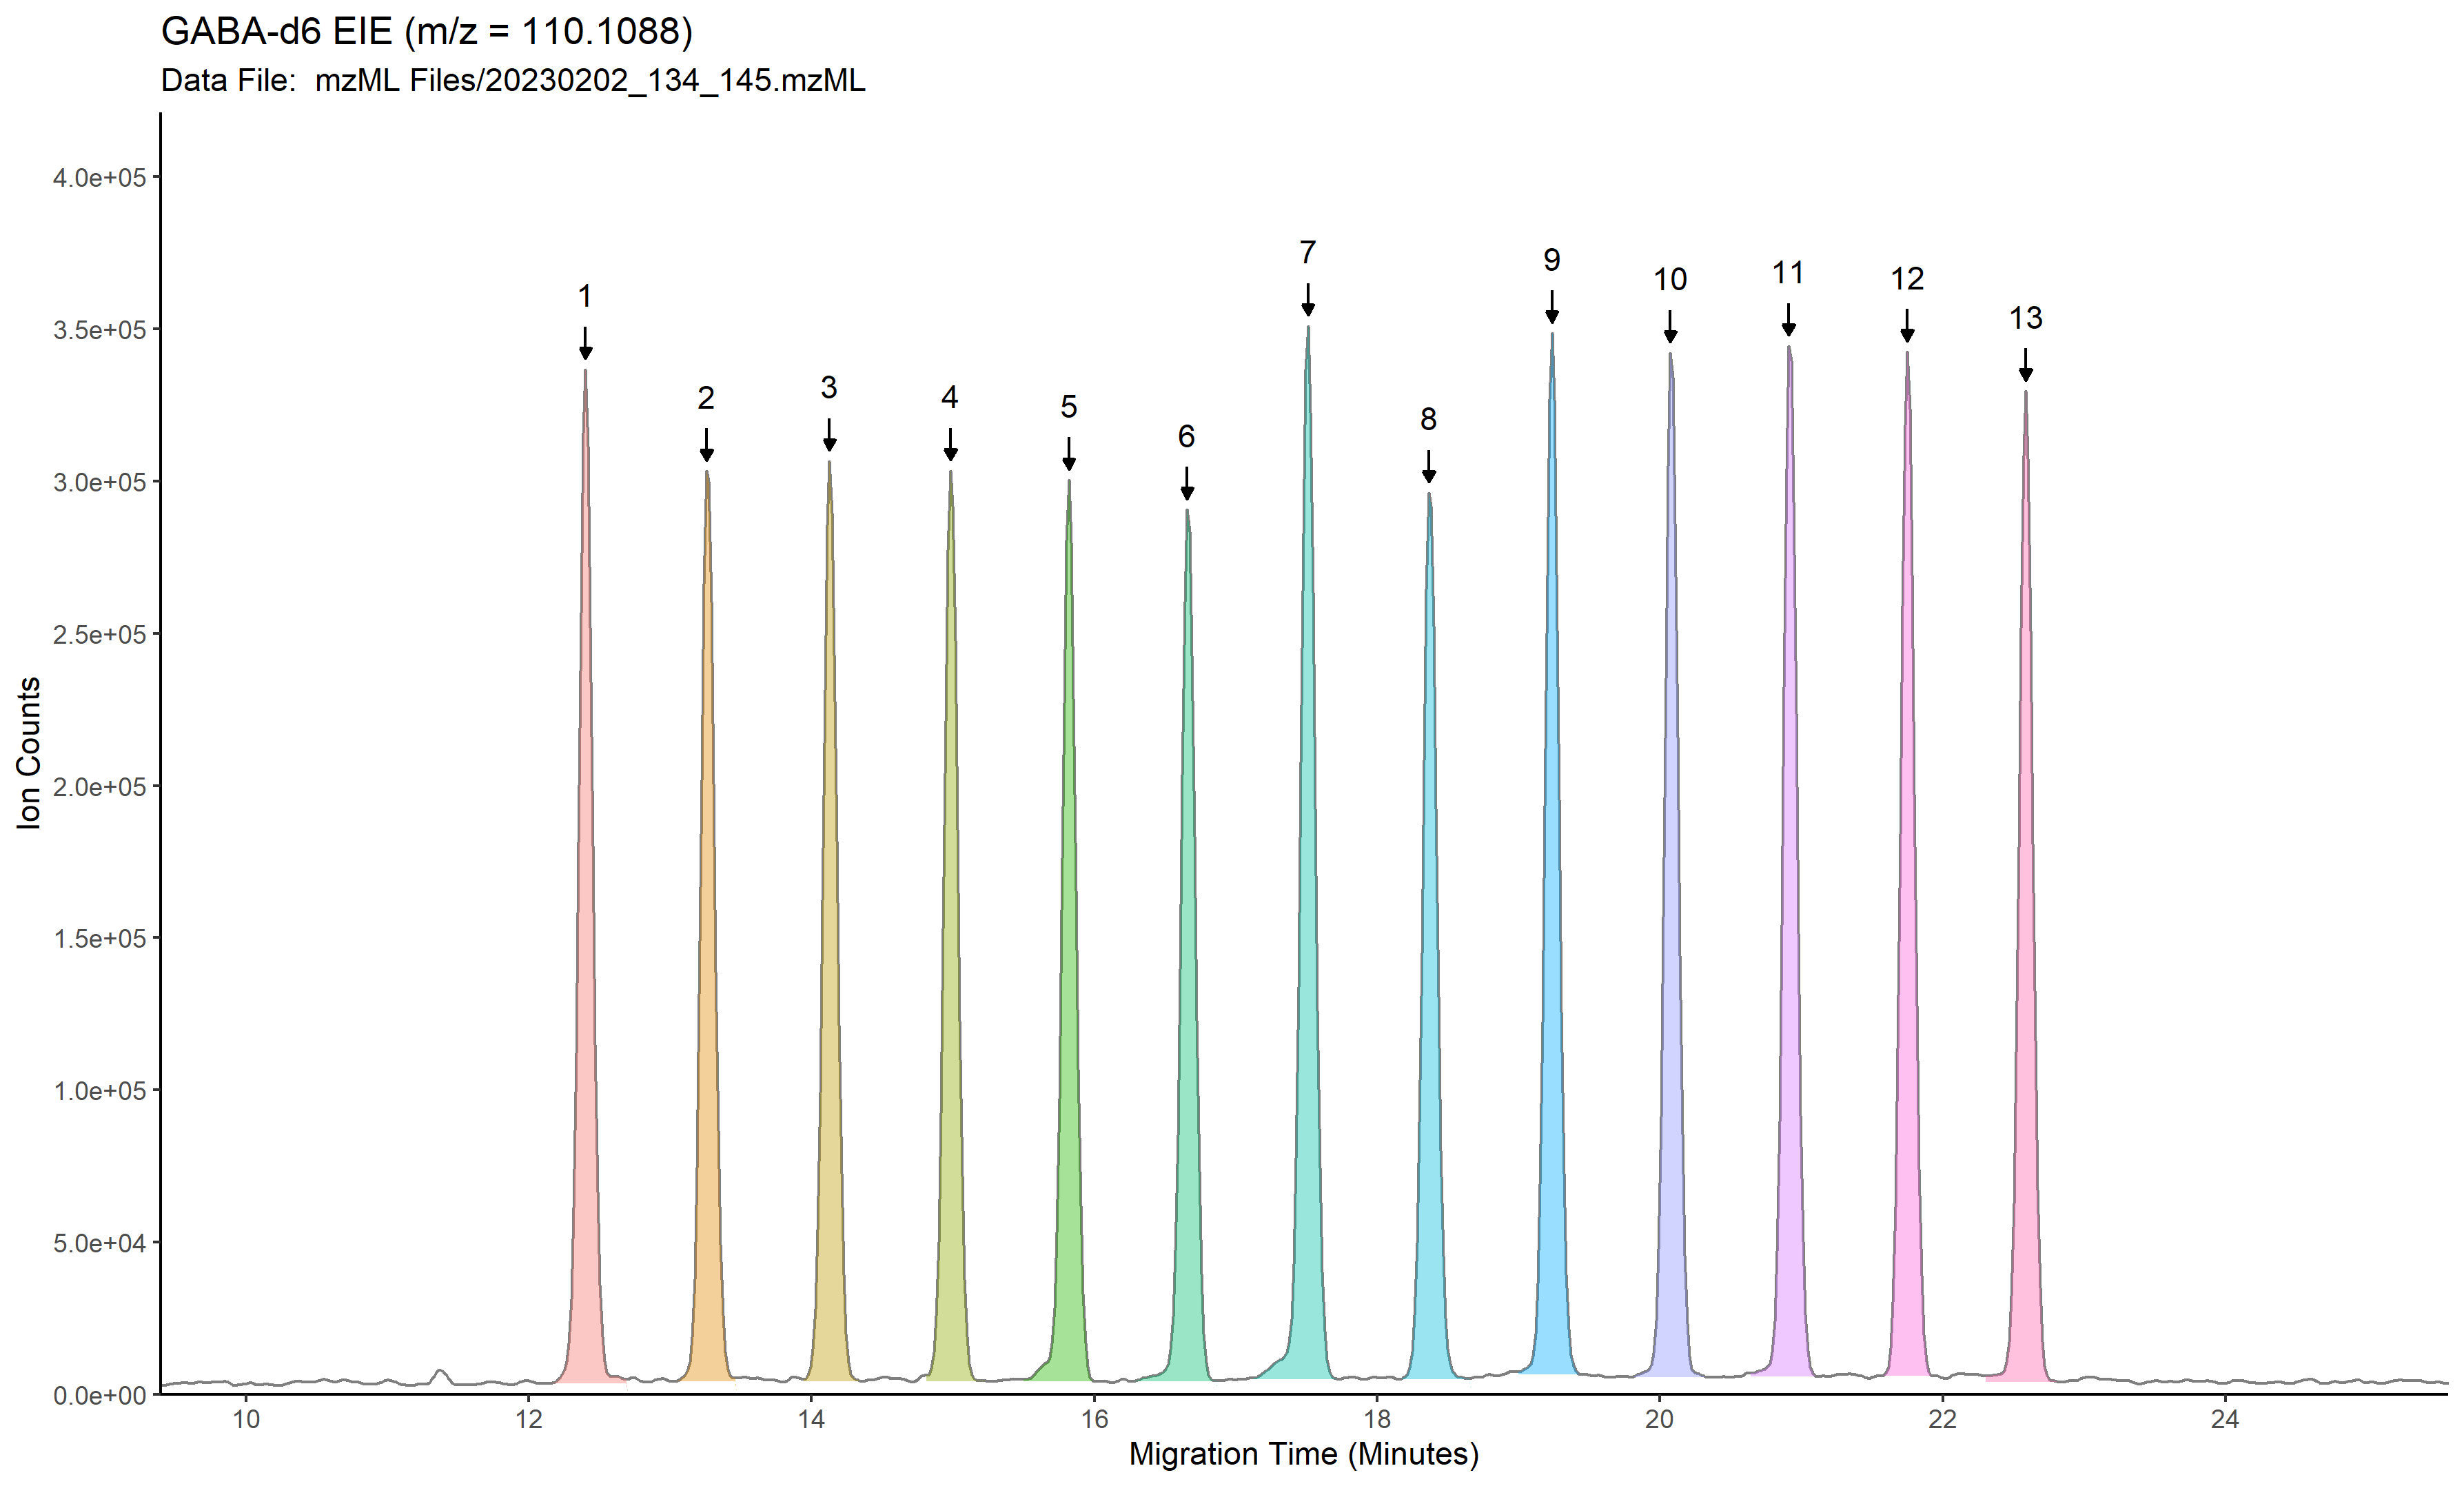 GABA-d6 EIE (m/z = 110.1088)
Data File:  mzML Files/20230202_134_145.mzML
4.0e+05
3.5e+05
3.0e+05
2.5e+05
2.0e+05
1.5e+05
1.0e+05
5.0e+04
0.0e+00
Ion Counts
1
2
3
4
5
6
7
8
9
10
11
12
13
10 12 14 16 18 20 22 24
Migration Time (Minutes)